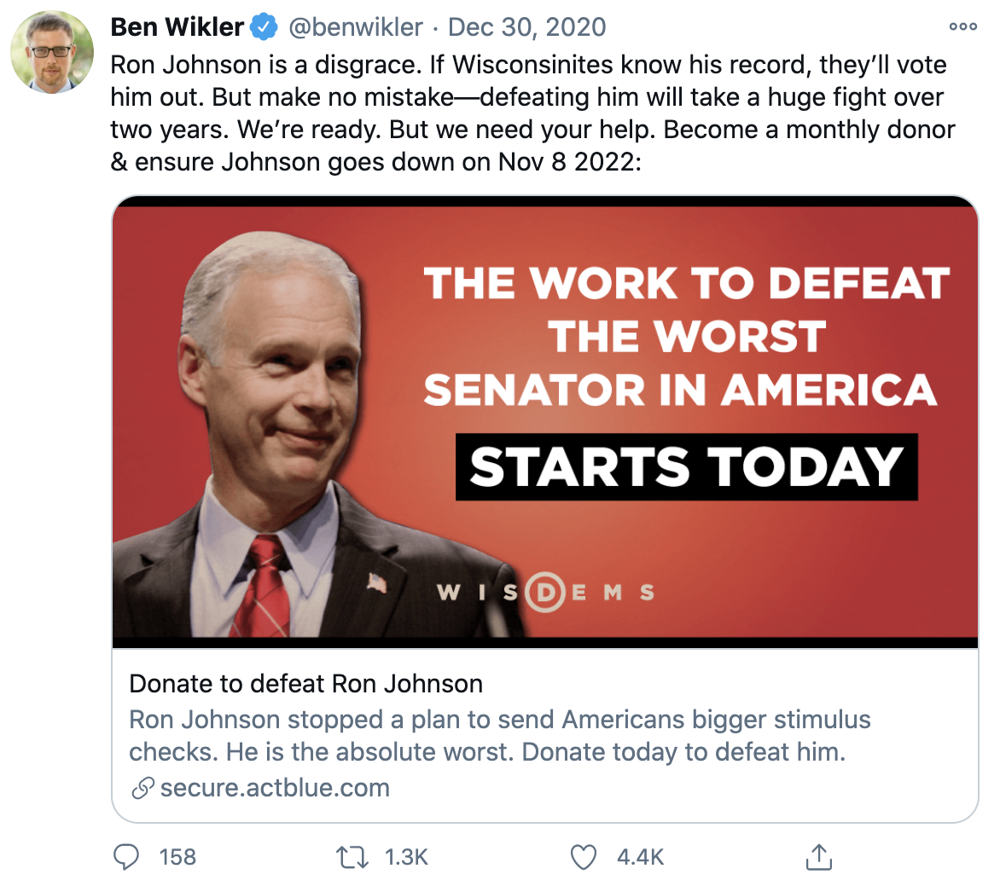 Ben Wikler @benwikler · Dec 30, 2020
Ron Johnson is a disgrace. If Wisconsinites know his record, they’ll vote
him out. But make no mistake—defeating him will take a huge fight over
two years. We’re ready. But we need your help. Become a monthly donor
& ensure Johnson goes down on Nov 8 2022:
THE WORK TO DEFEAT
THE WORST
SENATOR IN AMERICA
STARTS TODAY
WISDEMS
Donate to defeat Ron Johnson
Ron Johnson stopped a plan to send Americans bigger stimulus
checks. He is the absolute worst. Donate today to defeat him.
secure.actblue.com
158 1.3K 4.4K